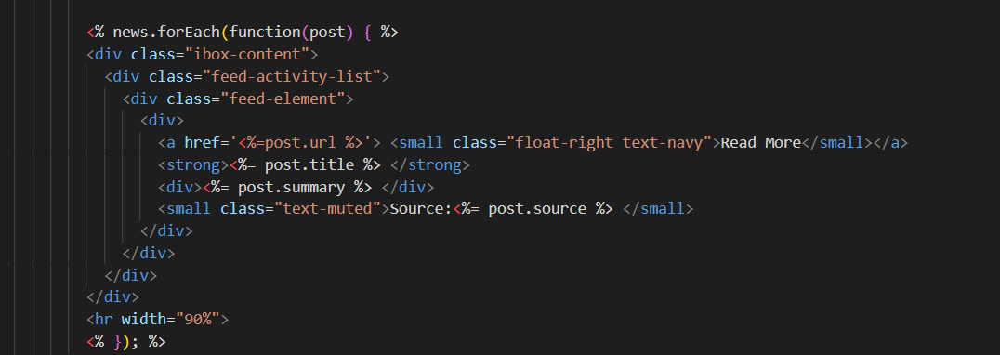 <% news.forEach(function(post) { %>
<div class="ibox-content">
<div class="feed-activity-list">
<div class="feed-element">
<div>
<a href='<%=post.url %>'> <small class="float-right text-navy">Read More</small></a>
<strong><%= post.title %> </strong>
<div><%= post.summary %> </div>
<small class="text-muted">Source:<%= post.source %> </small>
</div>
</div>
</div>
</div>
<hr width="90%">
<% }); %>